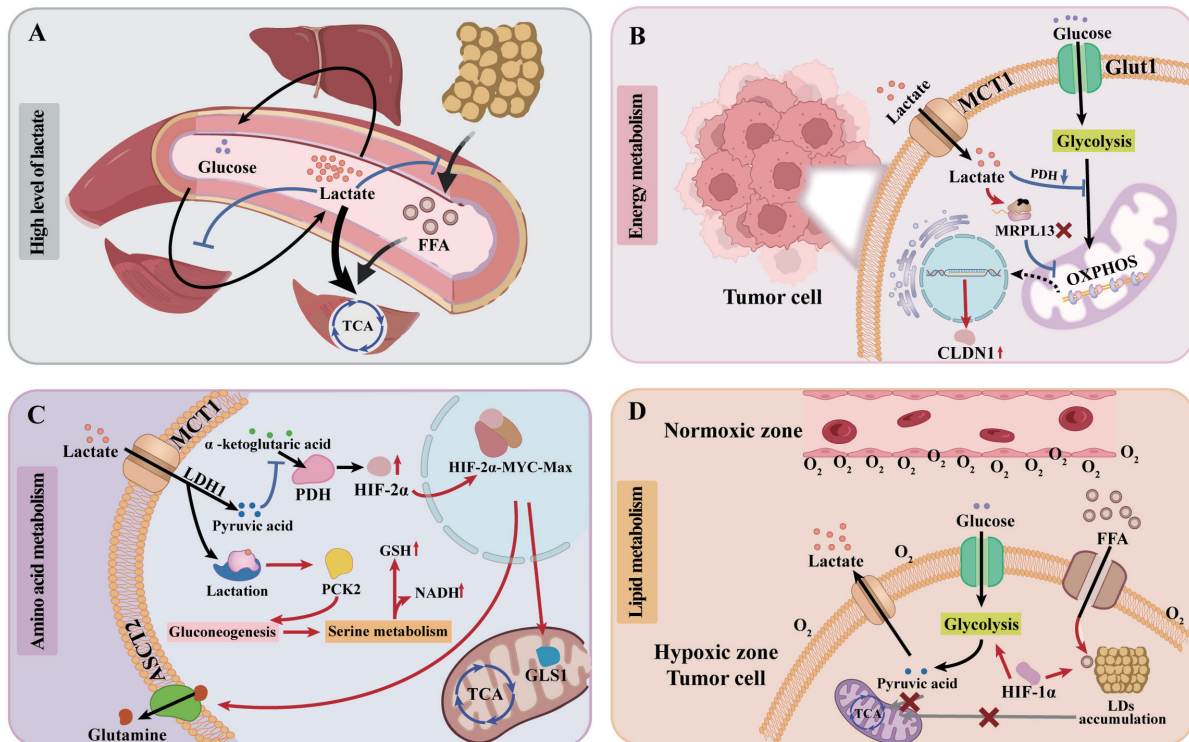 A
High level of lactate
Glucose
Lactate
FFA
TCA
B
Energy metabolism
Tumor cell
Glucose
Glut1
MCT1
Lactate
Glycolysis
Lactate
PDH
MRPL13
OXPHOS
CLDN1
C
Amino acid metabolism
Lactate
MCT1
α -ketoglutaric acid
LDH1
PDH
HIF-2α
HIF-2α-MYC-Max
Pyruvic acid
Lactation
PCK2
GSH
NADH
Gluconeogenesis
Serine metabolism
ASCT2
Glutamine
TCA
GLS1
D
Lipid metabolism
Normoxic zone
O2 O2 O2 O2 O2 O2 O2 O2
Glucose
FFA
Lactate
O2
O2
O2
Glycolysis
Hypoxic zone
Tumor cell
Pyruvic acid
HIF-1α
TCA
LDs
accumulation